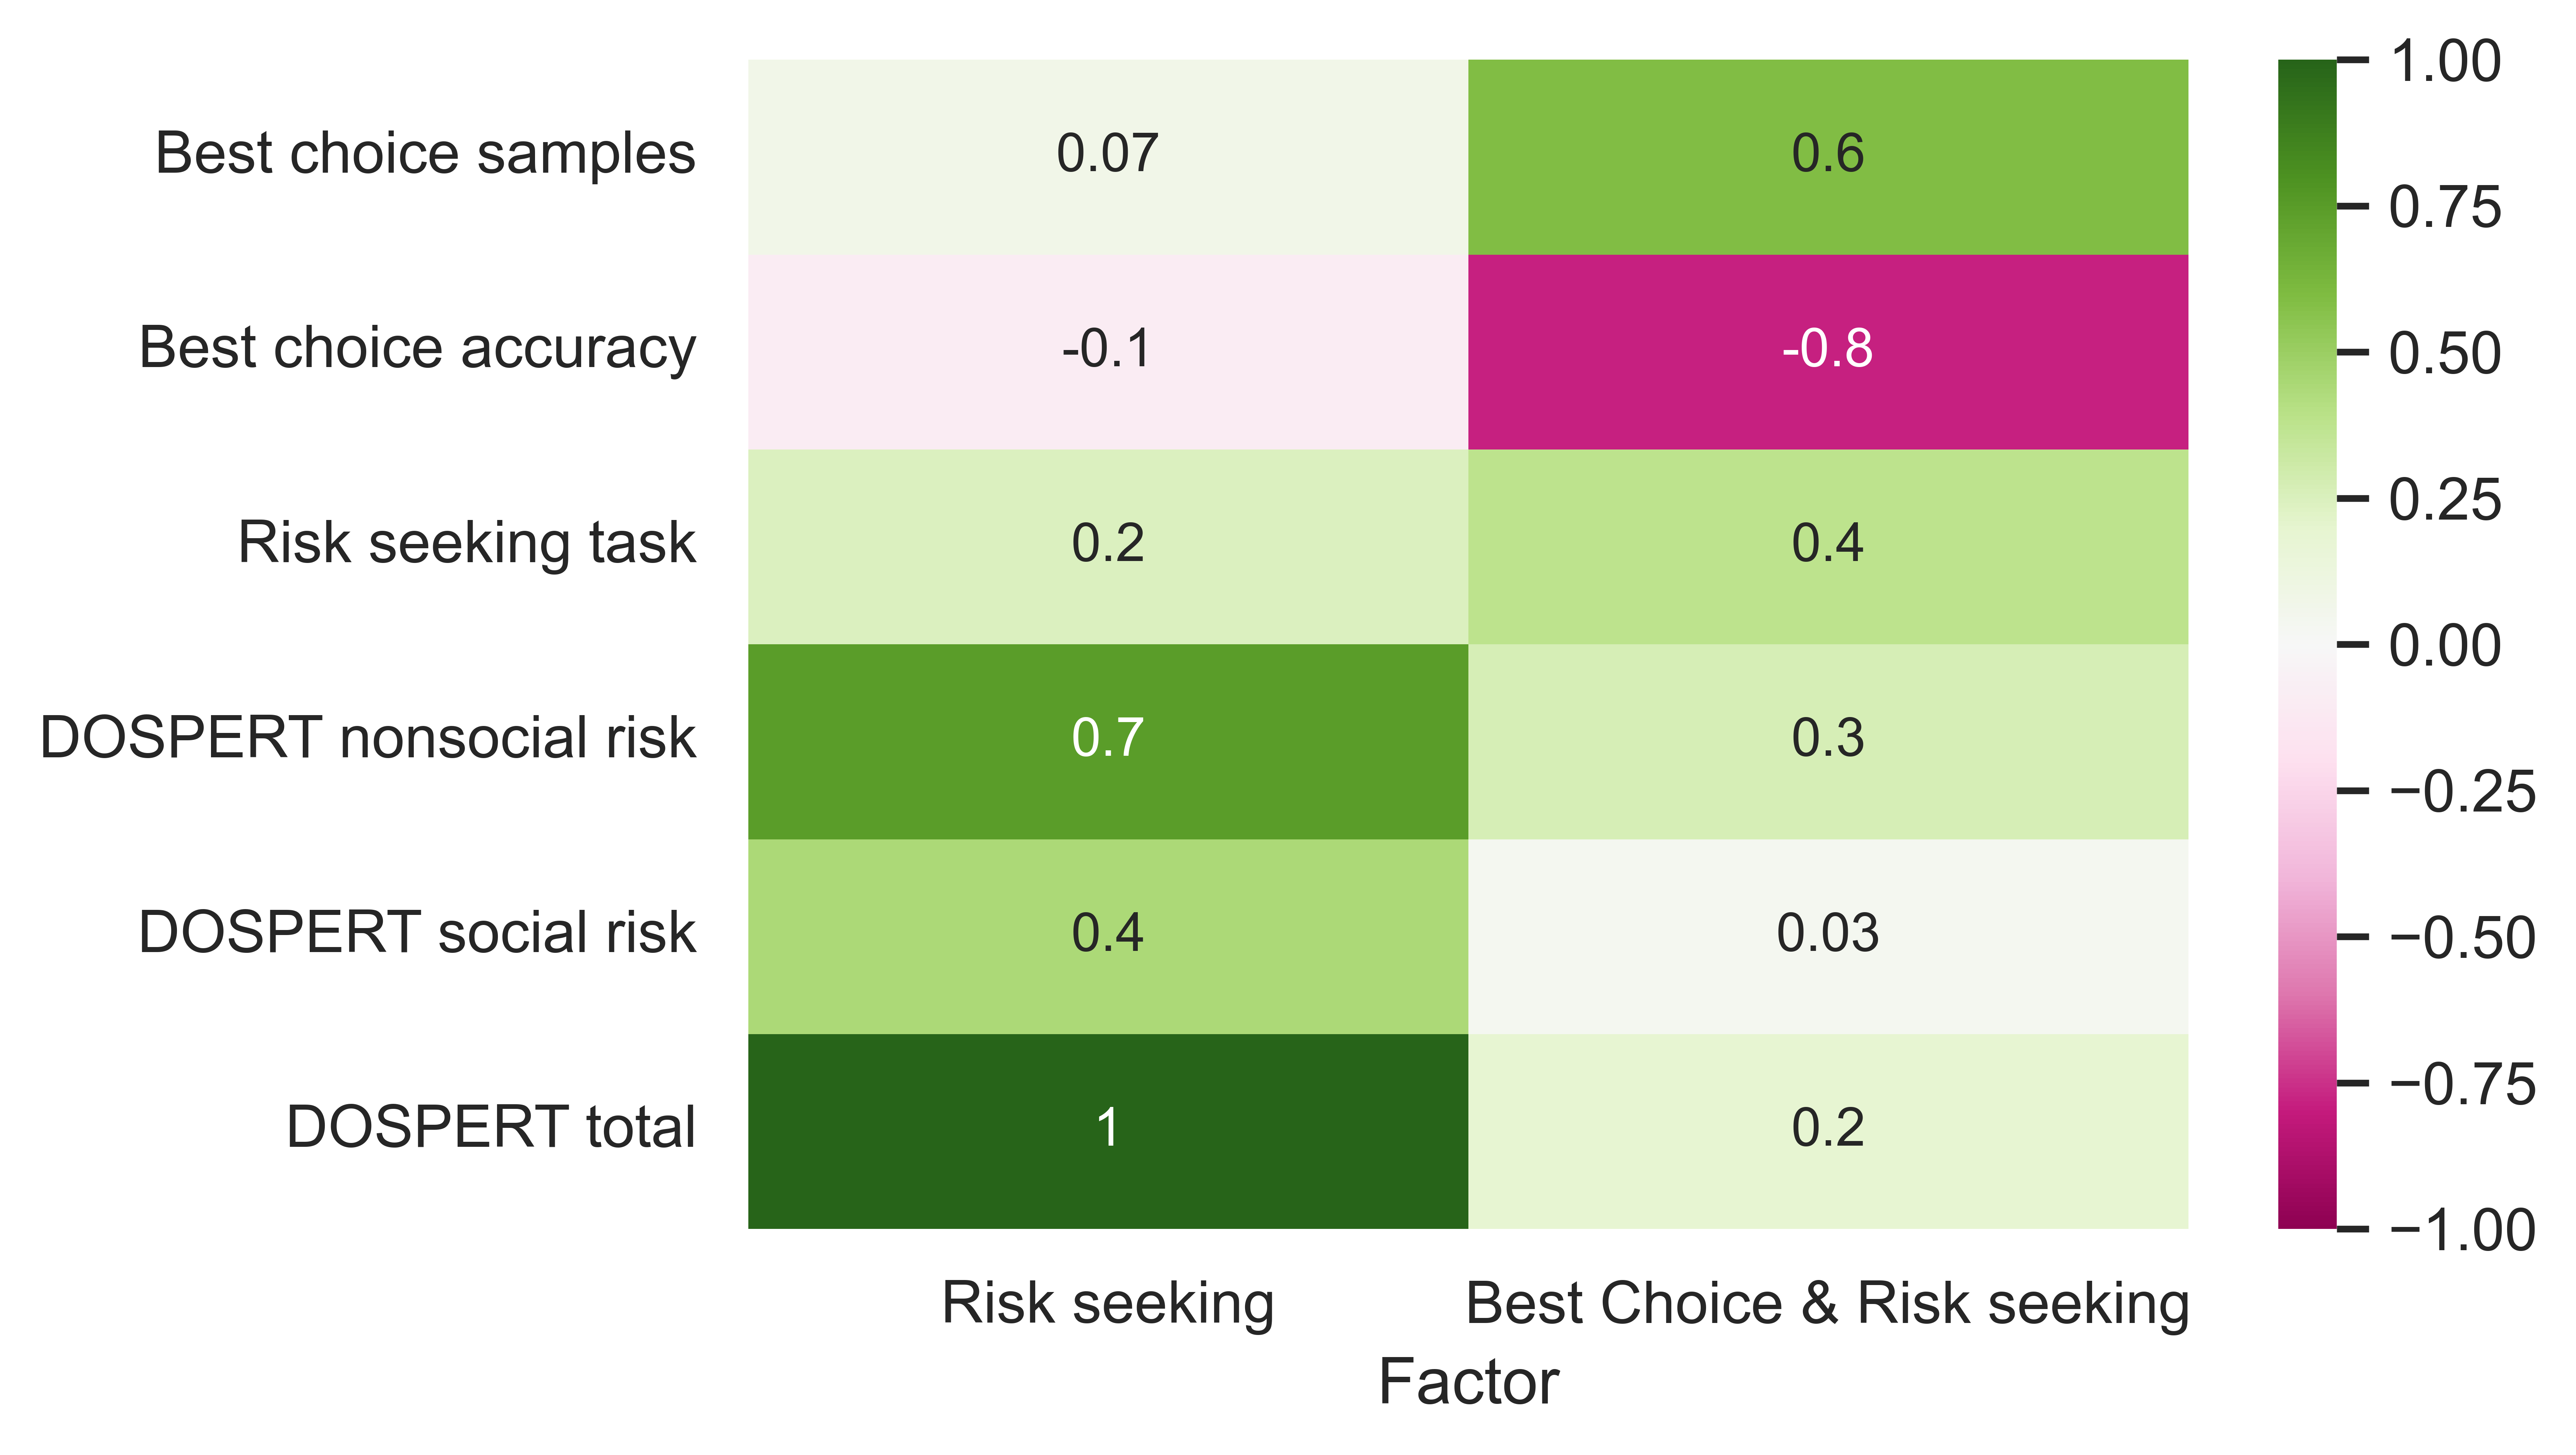 Best choice samples 0.07 0.6
Best choice accuracy -0.1 -0.8
Risk seeking task 0.2 0.4
DOSPERT nonsocial risk 0.7 0.3
DOSPERT social risk 0.4 0.03
DOSPERT total 1 0.2
Risk seeking Best Choice & Risk seeking
Factor
1.00
0.75
0.50
0.25
0.00
−0.25
−0.50
−0.75
−1.00